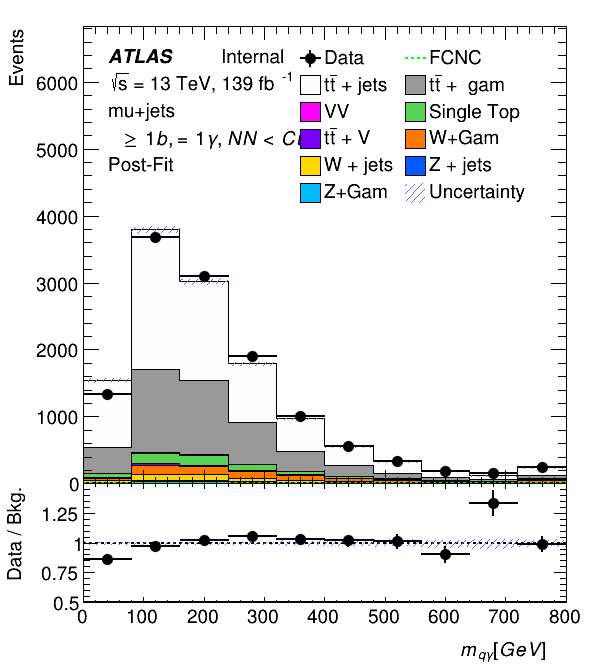 Events
ATLAS Internal
√s = 13 TeV, 139 fb -1
mu+jets
≥ 1b, = 1γ, NN <
Post-Fit
Data FCNC
tt̄ + jets tt̄ + gam
VV Single Top
tt̄ + V W+Gam
W + jets Z + jets
Z+Gam Uncertainty
6000
5000
4000
3000
2000
1000
0
Data / Bkg.
1.25
1
0.75
0.5
0 100 200 300 400 500 600 700 800
mqγ[GeV]